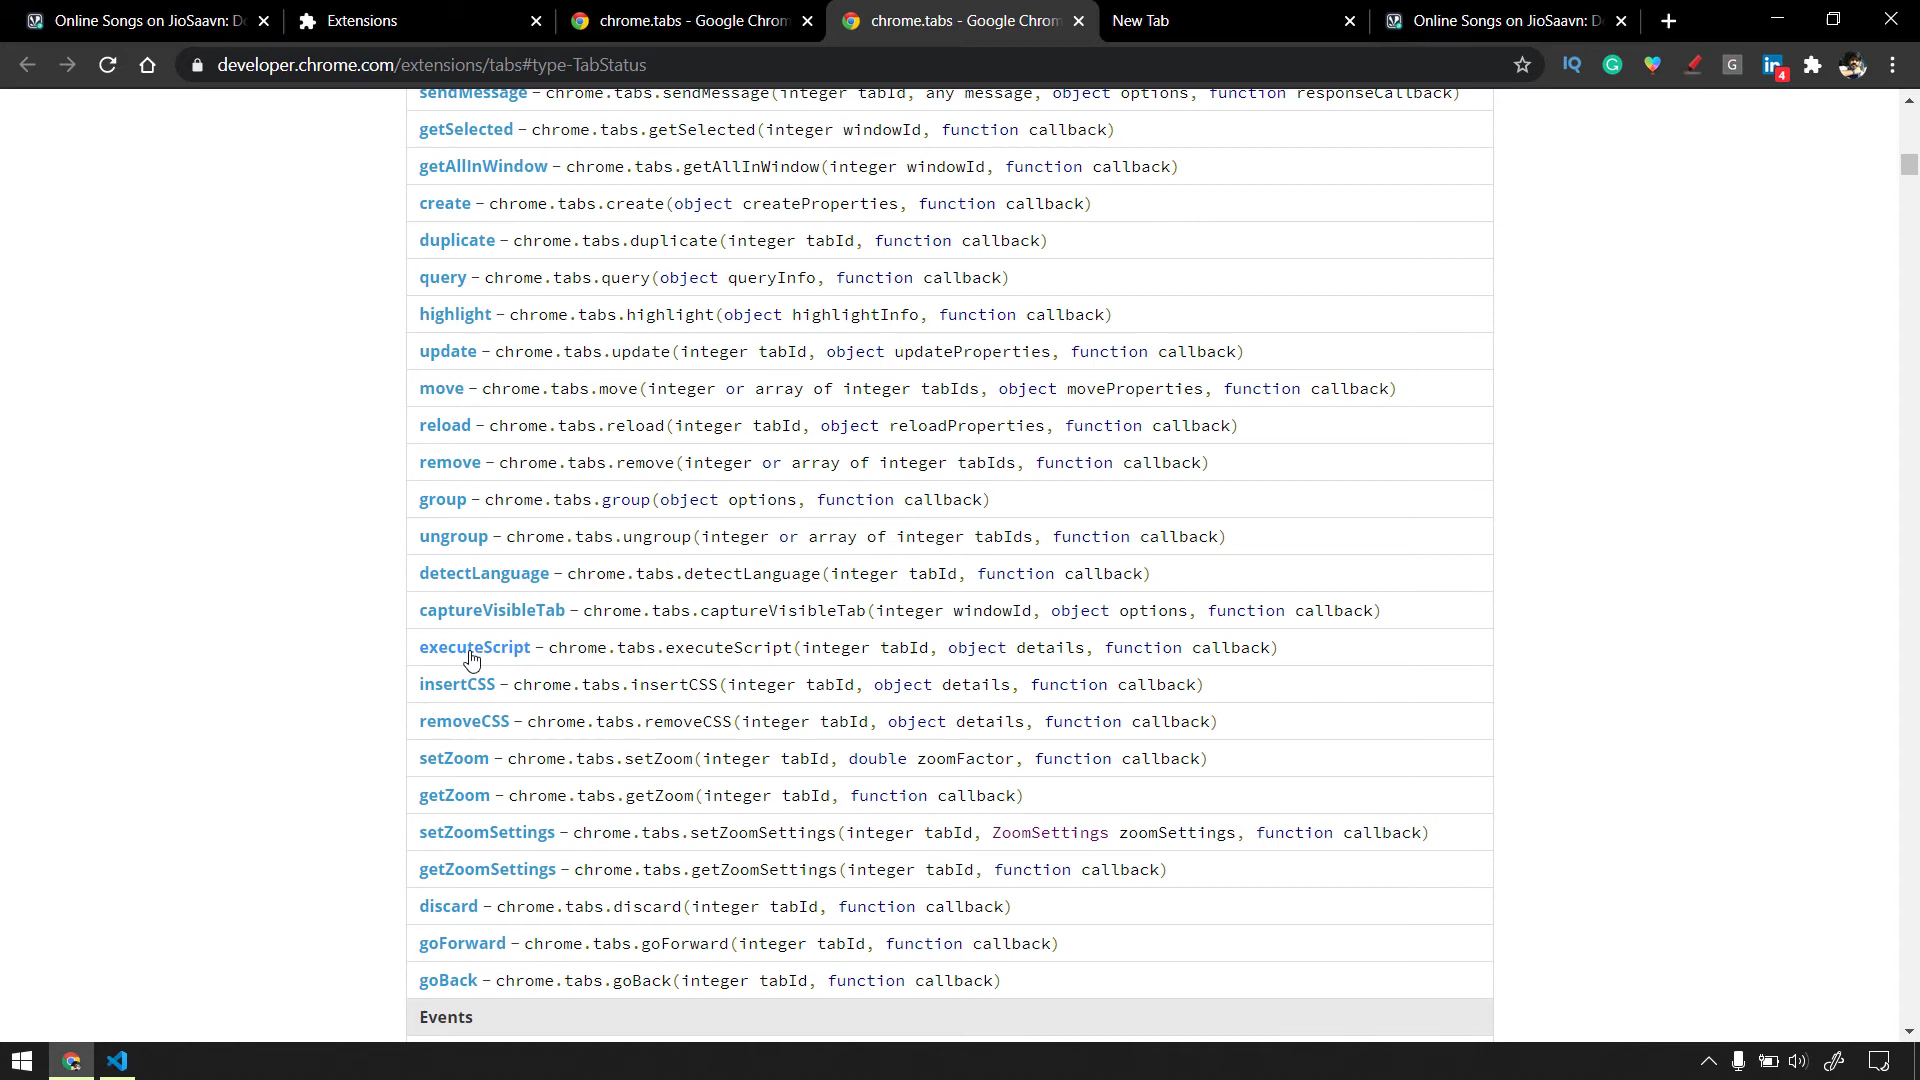 Online Songs on JioSaavn: Do
Extensions
chrome.tabs - Google Chrom
chrome.tabs - Google Chrom
New Tab
Online Songs on JioSaavn: Do
developer.chrome.com/extensions/tabs#type-TabStatus
IQ
G
G
in
4
sendMessage – chrome.tabs.sendMessage(integer tabId, any message, object options, function responseCallback)
getSelected – chrome.tabs.getSelected(integer windowId, function callback)
getAllInWindow – chrome.tabs.getAllInWindow(integer windowId, function callback)
create – chrome.tabs.create(object createProperties, function callback)
duplicate – chrome.tabs.duplicate(integer tabId, function callback)
query – chrome.tabs.query(object queryInfo, function callback)
highlight – chrome.tabs.highlight(object highlightInfo, function callback)
update – chrome.tabs.update(integer tabId, object updateProperties, function callback)
move – chrome.tabs.move(integer or array of integer tabIds, object moveProperties, function callback)
reload – chrome.tabs.reload(integer tabId, object reloadProperties, function callback)
remove – chrome.tabs.remove(integer or array of integer tabIds, function callback)
group – chrome.tabs.group(object options, function callback)
ungroup – chrome.tabs.ungroup(integer or array of integer tabIds, function callback)
detectLanguage – chrome.tabs.detectLanguage(integer tabId, function callback)
captureVisibleTab – chrome.tabs.captureVisibleTab(integer windowId, object options, function callback)
executeScript – chrome.tabs.executeScript(integer tabId, object details, function callback)
insertCSS – chrome.tabs.insertCSS(integer tabId, object details, function callback)
removeCSS – chrome.tabs.removeCSS(integer tabId, object details, function callback)
setZoom – chrome.tabs.setZoom(integer tabId, double zoomFactor, function callback)
getZoom – chrome.tabs.getZoom(integer tabId, function callback)
setZoomSettings – chrome.tabs.setZoomSettings(integer tabId, ZoomSettings zoomSettings, function callback)
getZoomSettings – chrome.tabs.getZoomSettings(integer tabId, function callback)
discard – chrome.tabs.discard(integer tabId, function callback)
goForward – chrome.tabs.goForward(integer tabId, function callback)
goBack – chrome.tabs.goBack(integer tabId, function callback)
Events